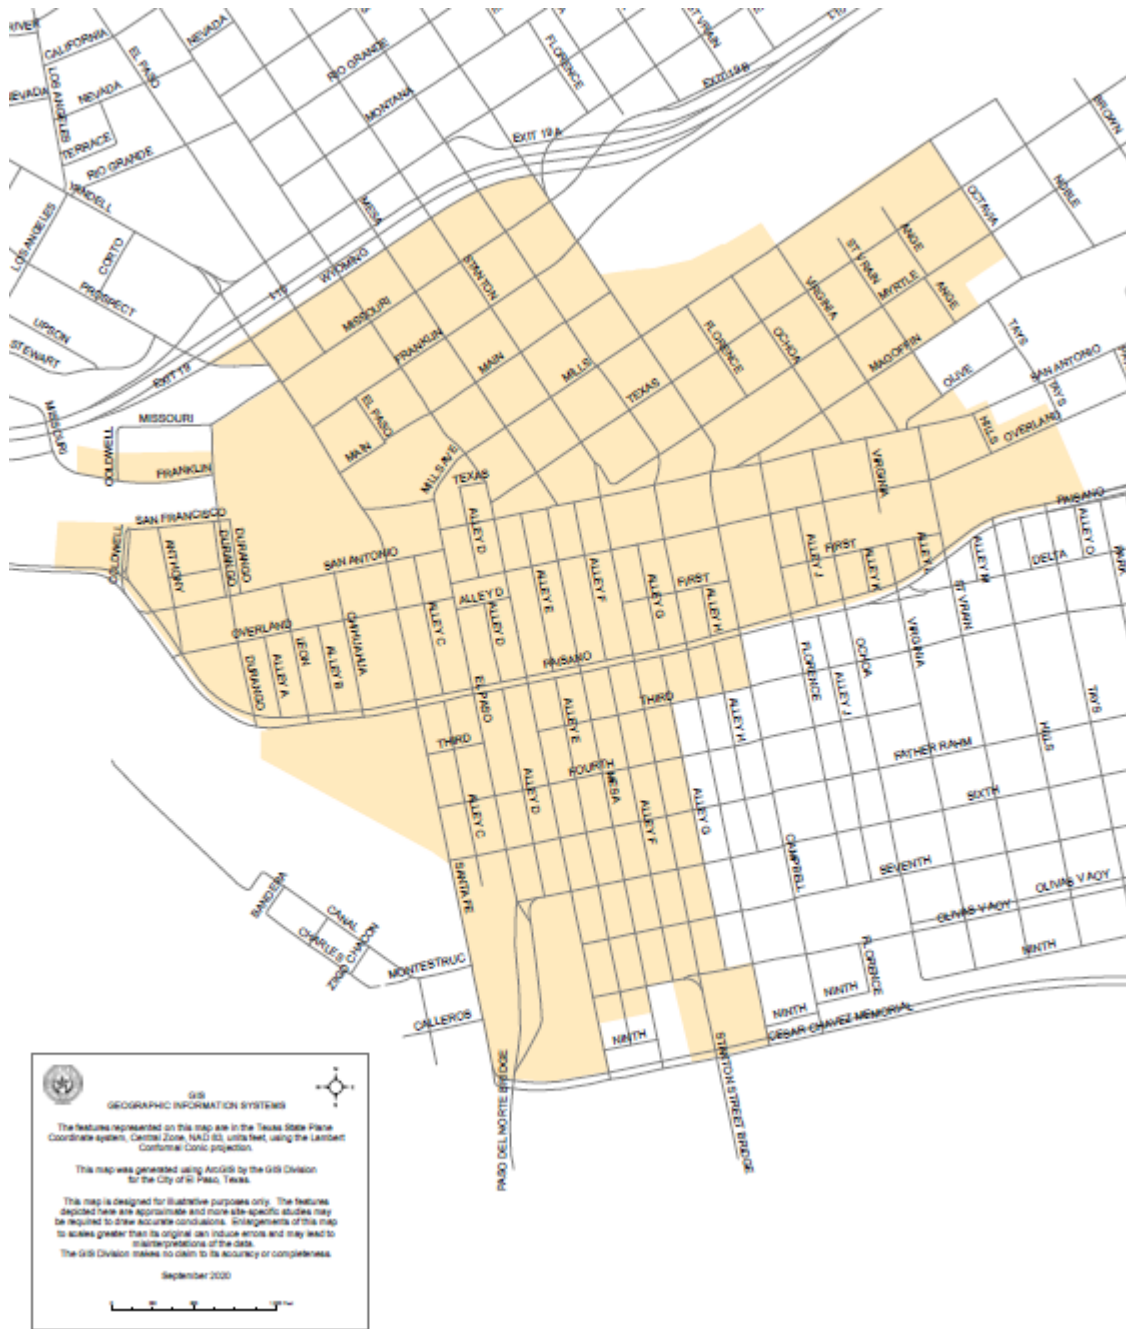 RIVER
CALIFORNIA
EL PASO
NEVADA
RIO GRANDE
FLORENCE
ST VRAIN
I-10
EXIT 19B
NEVADA
LOS ANGELES
NEVADA
MONTANA
TERRACE
RIO GRANDE
EXIT 19A
BROWN
NOBLE
OCTAVIA
YANDELL
LOS ANGELES
CORTO
MESA
WYOMING
I-10
PROSPECT
STANTON
ANGE
ST VRAIN
MYRTLE
ANGE
VIRGINIA
MISSOURI
FRANKLIN
UPSON
STEWART
EXIT 19
MAIN
MILLS
FLORENCE
OCHOA
MAGOFFIN
TAYS
OLIVE
SAN ANTONIO
TAYS
TEXAS
EL PASO
MAIN
MISSOURI
MISSOURI
COLDWELL
FRANKLIN
HILLS
OVERLAND
MILLS AVE
TEXAS
VIRGINIA
PAISANO
SAN FRANCISCO
COLDWELL
ANTHONY
DURANGO
DURANGO
SAN ANTONIO
ALLEY D
ALLEY E
ALLEY F
ALLEY G
FIRST
ALLEY H
ALLEY J
FIRST
ALLEY K
ALLEY L
ALLEY M
DELTA
ALLEY O
PARK
ALLEY D
ALLEY D
ALLEY C
OVERLAND
LEON
ALLEY B
CHIHUAHUA
DURANGO
ALLEY A
PAISANO
EL PASO
ST VRAIN
VIRGINIA
OCHOA
FLORENCE
ALLEY J
THIRD
ALLEY H
ALLEY E
THIRD
TAYS
HILLS
FATHER RAHM
FOURTH
MESA
ALLEY D
ALLEY C
ALLEY F
ALLEY G
SIXTH
CAMPBELL
SEVENTH
SANTA FE
OLIVAS V AOY
OLIVAS V AOY
NINTH
BANDERA
CANAL
CHARLES
CHACON
MONTESTRUC
CALLEROS
FLORENCE
NINTH
NINTH
NINTH
CESAR CHAVEZ MEMORIAL
PASO DEL NORTE BRIDGE
STANTON STREET BRIDGE
GIS
GEOGRAPHIC INFORMATION SYSTEMS
The features represented on this map are in the Texas State Plane
Coordinate system, Central Zone, NAD 83, units feet, using the Lambert
Conformal Conic projection.
This map was generated using ArcGIS by the GIS Division
for the City of El Paso, Texas.
This map is designed for illustrative purposes only. The features
depicted here are approximate and more site-specific studies may
be required to draw accurate conclusions. Enlargements of this map
to scales greater than its original can induce errors and may lead to
misinterpretations of the data.
The GIS Division makes no claim to its accuracy or completeness.
September 2020